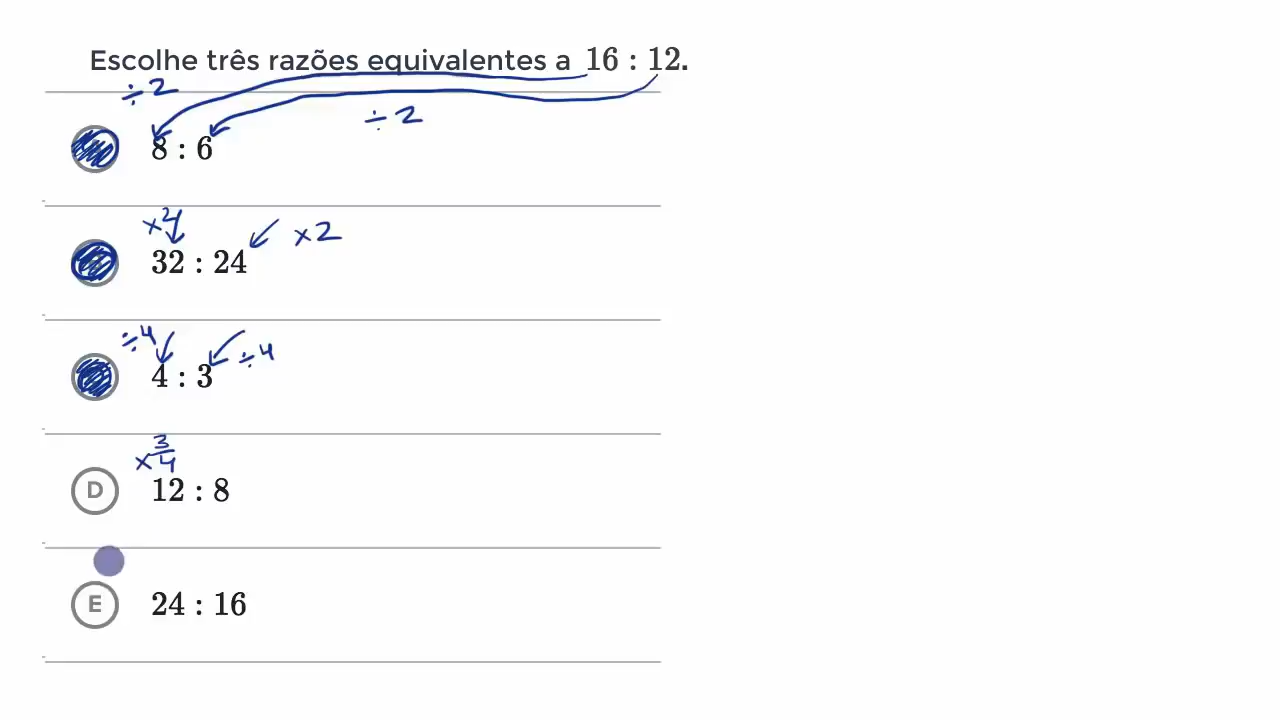 Escolhe três razões equivalentes a 16 : 12.
÷2
÷2
8 : 6
×2
×2
32 : 24
÷4
÷4
4 : 3
× 3/4
D 12 : 8
E 24 : 16